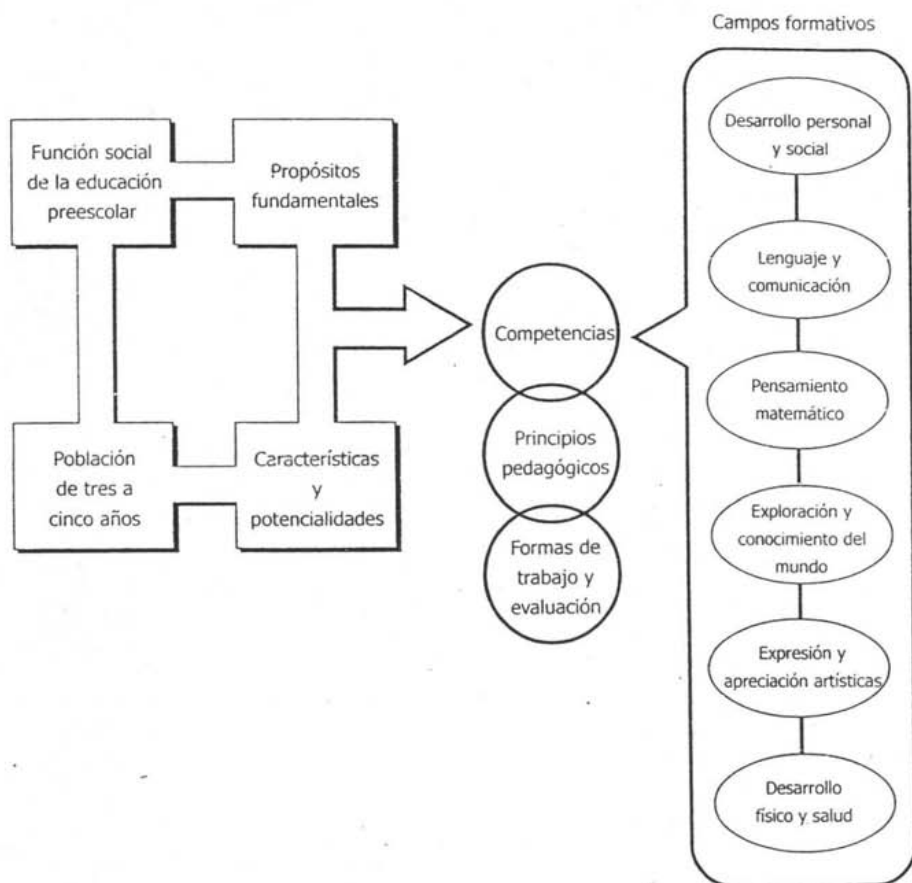 Campos formativos
Función social
de la educación
preescolar
Propósitos
fundamentales
Población
de tres a
cinco años
Características
y
potencialidades
Competencias
Principios
pedagógicos
Formas de
trabajo y
evaluación
Desarrollo personal
y social
Lenguaje y
comunicación
Pensamiento
matemático
Exploración y
conocimiento del
mundo
Expresión y
apreciación artísticas
Desarrollo
físico y salud